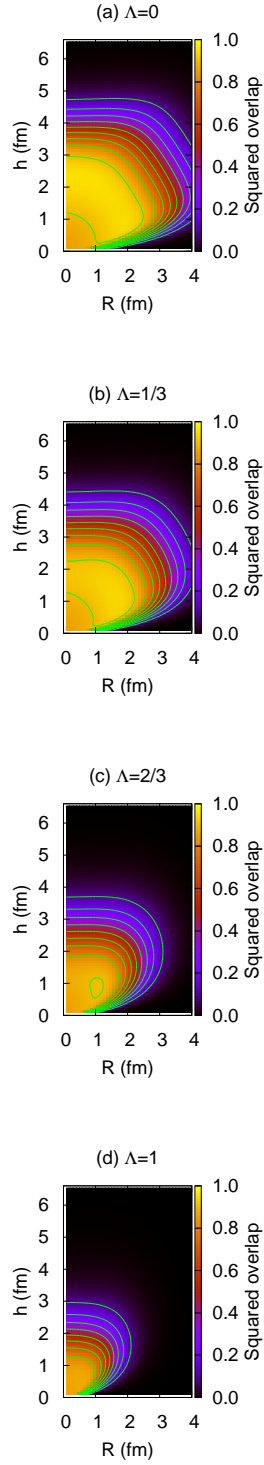 (a) Λ=0
h (fm)
6
5
4
3
2
1
0
0 1 2 3 4
R (fm)
1.0
0.8
0.6
0.4
0.2
0.0
Squared overlap
(b) Λ=1/3
h (fm)
6
5
4
3
2
1
0
0 1 2 3 4
R (fm)
1.0
0.8
0.6
0.4
0.2
0.0
Squared overlap
(c) Λ=2/3
h (fm)
6
5
4
3
2
1
0
0 1 2 3 4
R (fm)
1.0
0.8
0.6
0.4
0.2
0.0
Squared overlap
(d) Λ=1
h (fm)
6
5
4
3
2
1
0
0 1 2 3 4
R (fm)
1.0
0.8
0.6
0.4
0.2
0.0
Squared overlap